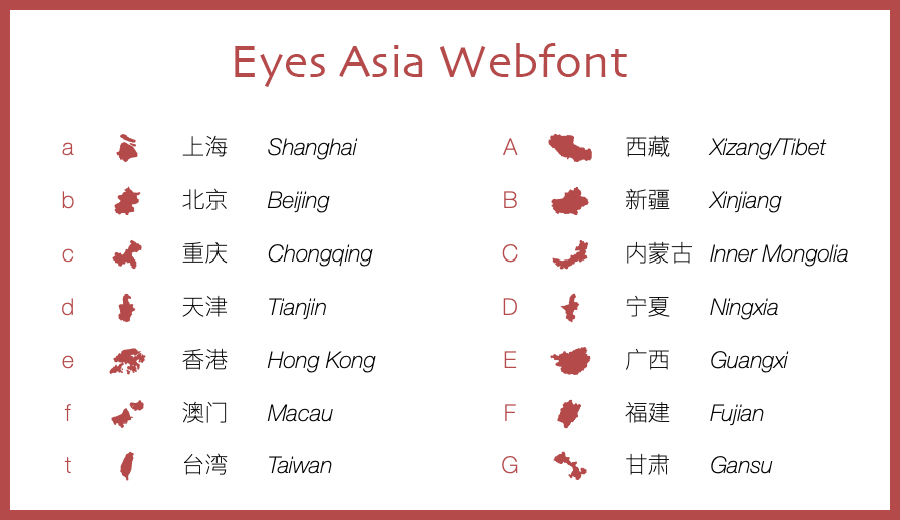 Eyes Asia Webfont
a 上海 Shanghai
b 北京 Beijing
c 重庆 Chongqing
d 天津 Tianjin
e 香港 Hong Kong
f 澳门 Macau
t 台湾 Taiwan
A 西藏 Xizang/Tibet
B 新疆 Xinjiang
C 内蒙古 Inner Mongolia
D 宁夏 Ningxia
E 广西 Guangxi
F 福建 Fujian
G 甘肃 Gansu